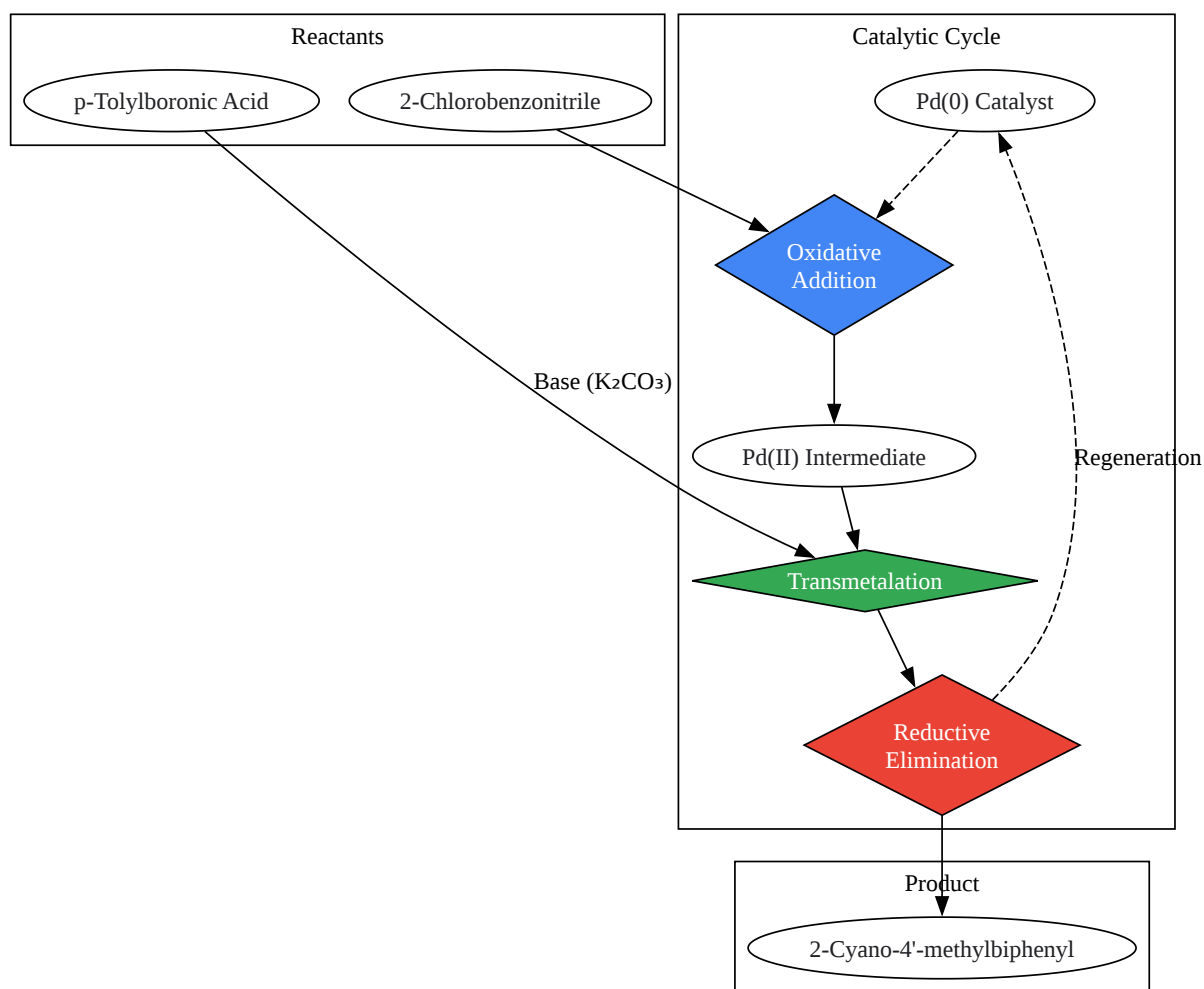 Reactants
Catalytic Cycle
p-Tolylboronic Acid
2-Chlorobenzonitrile
Pd(0) Catalyst
Oxidative
Addition
Base (K₂CO₃)
Pd(II) Intermediate
Regeneration
Transmetalation
Reductive
Elimination
Product
2-Cyano-4'-methylbiphenyl